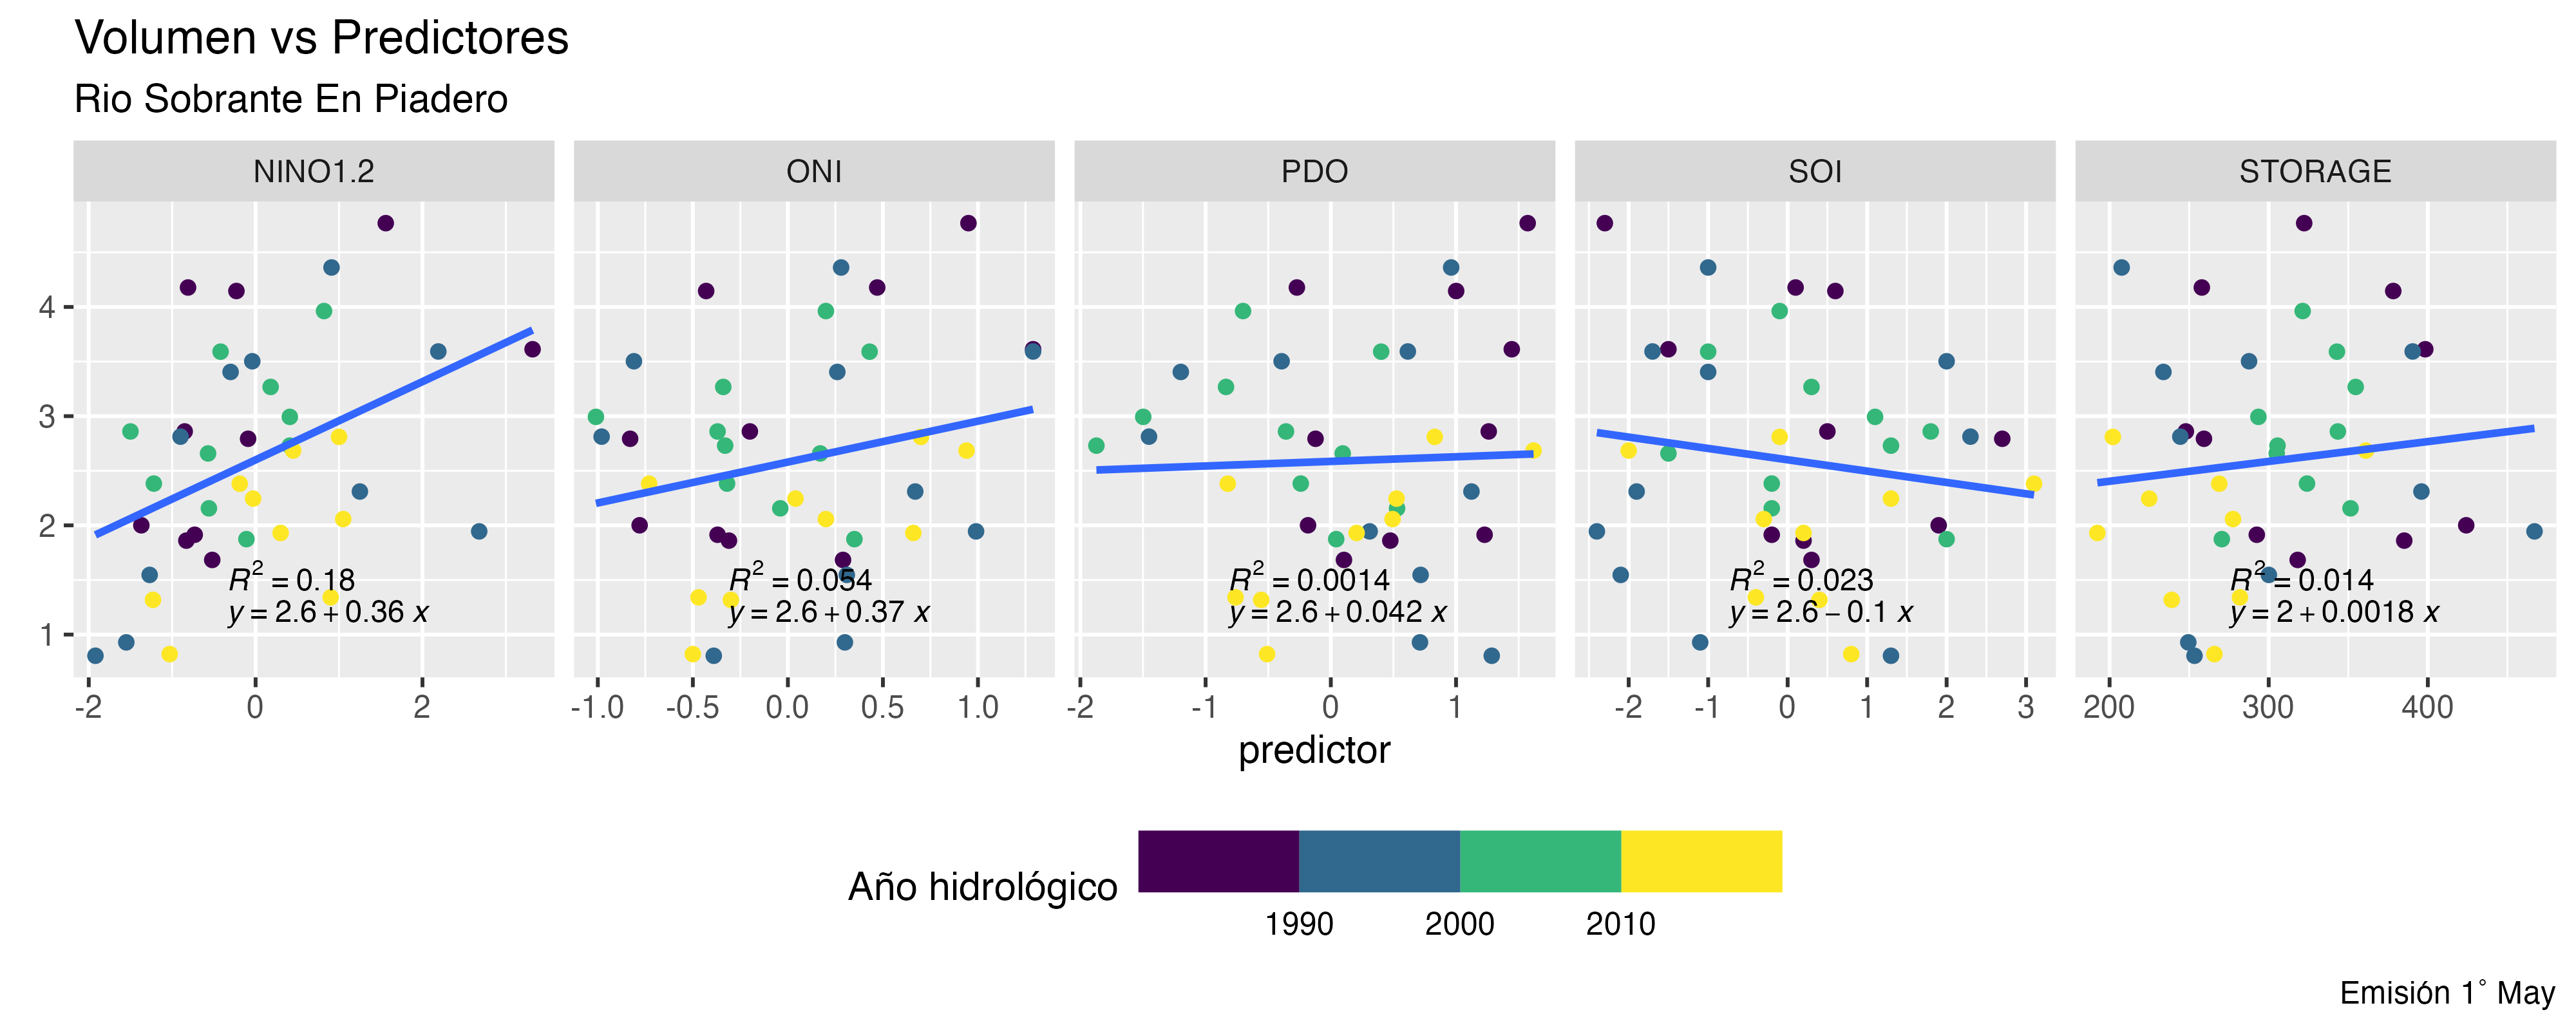 Volumen vs Predictores
Rio Sobrante En Piadero
NINO1.2 ONI PDO SOI STORAGE
4
3
2
1
R² = 0.18 R² = 0.054 R² = 0.0014 R² = 0.023 R² = 0.014
y = 2.6 + 0.36 x y = 2.6 + 0.37 x y = 2.6 + 0.042 x y = 2.6 − 0.1 x y = 2 + 0.0018 x
-2 0 2 -1.0 -0.5 0.0 0.5 1.0 -2 -1 0 1 -2 -1 0 1 2 3 200 300 400
predictor
Año hidrológico
1990 2000 2010
Emisión 1° May